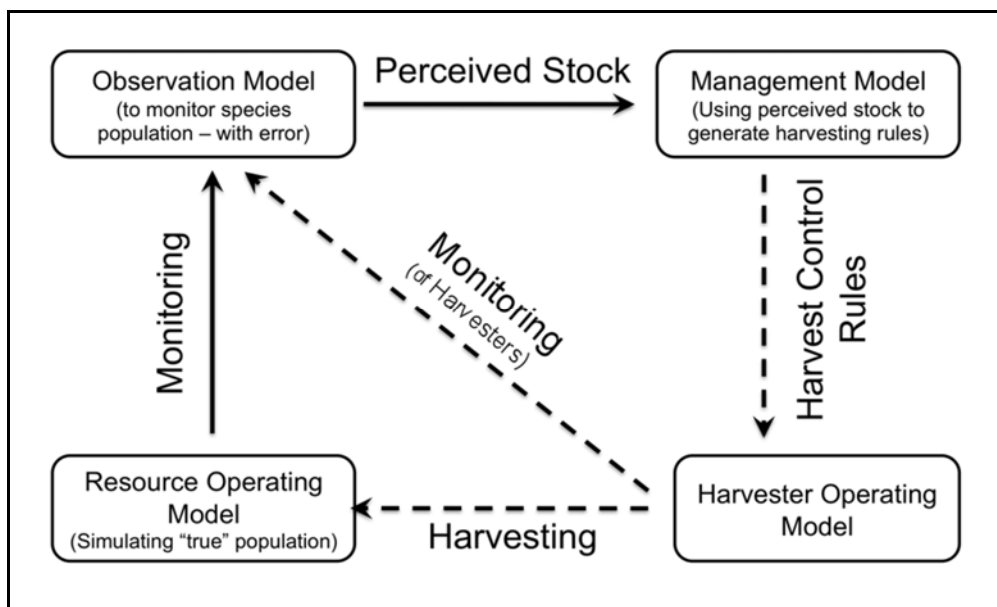 Observation Model
(to monitor species
population – with error)
Perceived Stock
Management Model
(Using perceived stock to
generate harvesting rules)
Monitoring
Monitoring
(of Harvesters)
Harvest Control
Rules
Resource Operating
Model
(Simulating “true” population)
Harvesting
Harvester Operating
Model